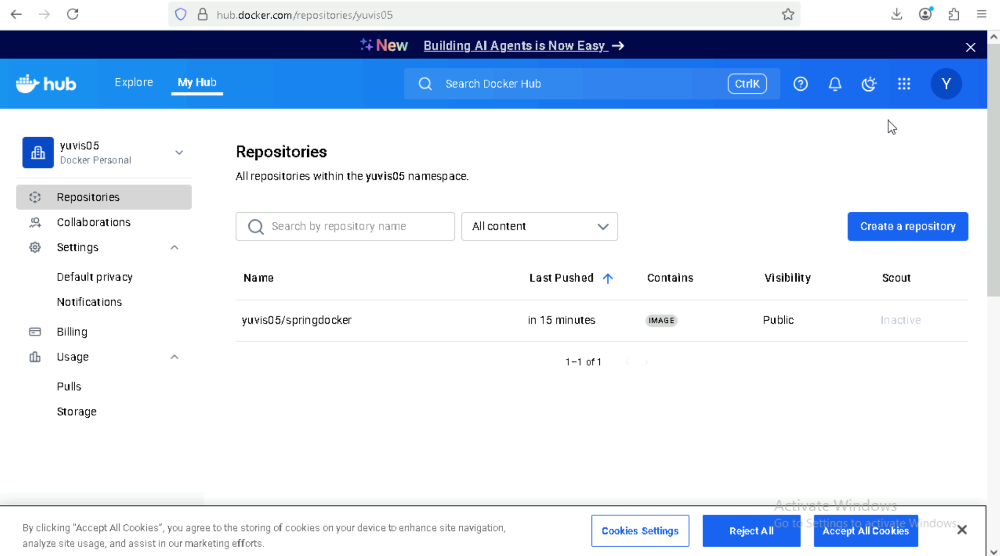 hub.docker.com/repositories/yuvis05
New Building AI Agents is Now Easy →
hub
Explore
My Hub
Search Docker Hub
CtrlK
Y
yuvis05
Docker Personal
Repositories
Collaborations
Settings
Default privacy
Notifications
Billing
Usage
Pulls
Storage
Repositories
All repositories within the yuvis05 namespace.
Search by repository name
All content
Create a repository
Name Last Pushed Contains Visibility Scout
yuvis05/springdocker in 15 minutes IMAGE Public Inactive
1–1 of 1
Activate Windows
Go to Settings to activate Windows.
By clicking "Accept All Cookies", you agree to the storing of cookies on your device to enhance site navigation,
analyze site usage, and assist in our marketing efforts.
Cookies Settings
Reject All
Accept All Cookies